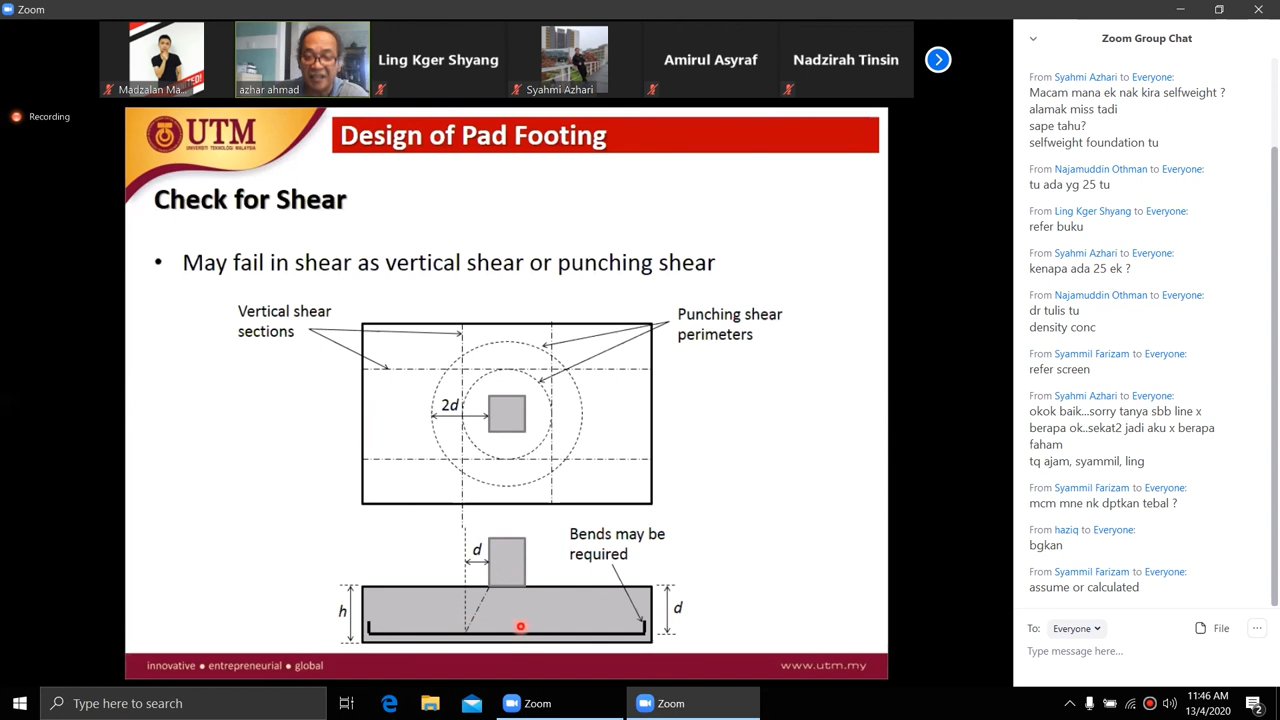 Zoom
Madzalan Ma...
azhar ahmad
Ling Kger Shyang
Syahmi Azhari
Amirul Asyraf
Nadzirah Tinsin
Recording
UTM
UNIVERSITI TEKNOLOGI MALAYSIA
Design of Pad Footing
Check for Shear
• May fail in shear as vertical shear or punching shear
Vertical shear
sections
Punching shear
perimeters
2d
d
Bends may be
required
h
d
innovative ● entrepreneurial ● global
www.utm.my
Zoom Group Chat
From Syahmi Azhari to Everyone:
Macam mana ek nak kira selfweight ?
alamak miss tadi
sape tahu?
selfweight foundation tu
From Najamuddin Othman to Everyone:
tu ada yg 25 tu
From Ling Kger Shyang to Everyone:
refer buku
From Syahmi Azhari to Everyone:
kenapa ada 25 ek ?
From Najamuddin Othman to Everyone:
dr tulis tu
density conc
From Syammil Farizam to Everyone:
refer screen
From Syahmi Azhari to Everyone:
okok baik...sorry tanya sbb line x
berapa ok..sekat2 jadi aku x berapa
faham
tq ajam, syammil, ling
From Syammil Farizam to Everyone:
mcm mne nk dptkan tebal ?
From haziq to Everyone:
bgkan
From Syammil Farizam to Everyone:
assume or calculated
To: Everyone
File
Type message here...
Type here to search
Zoom
Zoom
11:46 AM
13/4/2020
2